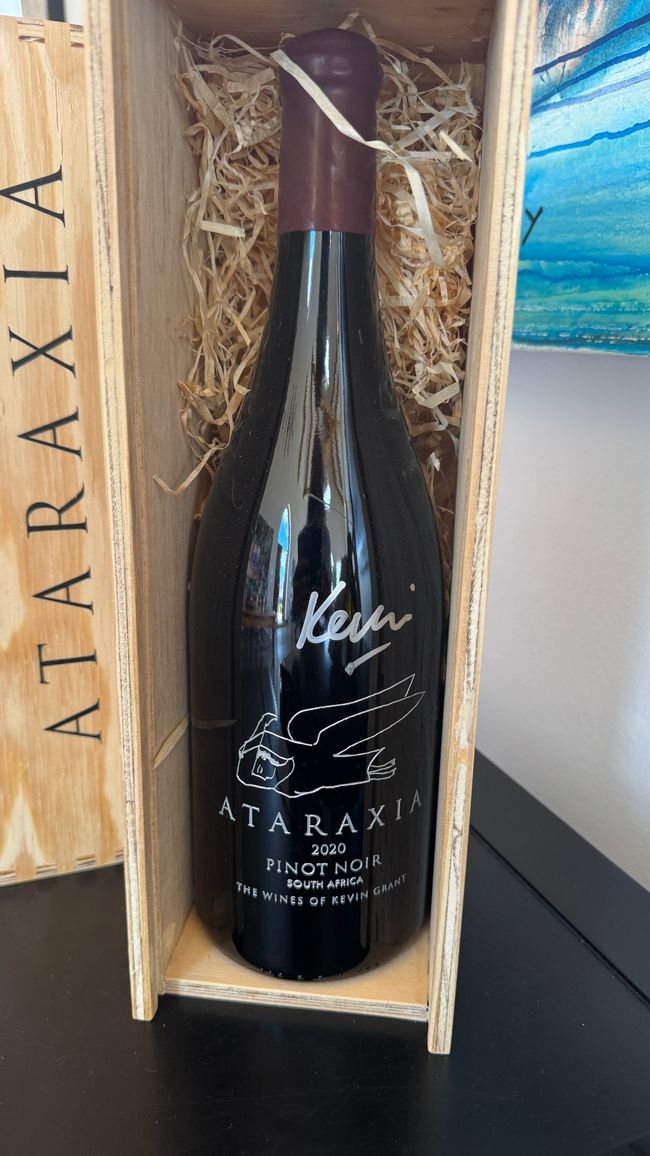 ATARAXIA
Y
Kevin
ATARAXIA
2020
PINOT NOIR
SOUTH AFRICA
THE WINES OF KEVIN GRANT